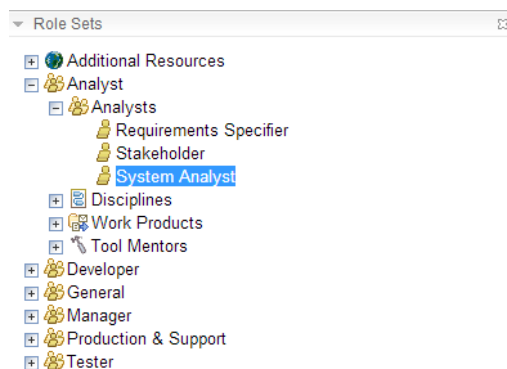 Role Sets
Additional Resources
Analyst
Analysts
Requirements Specifier
Stakeholder
System Analyst
Disciplines
Work Products
Tool Mentors
Developer
General
Manager
Production & Support
Tester